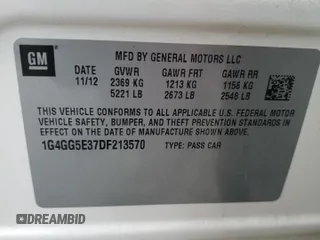 GM
MFD BY GENERAL MOTORS LLC
DATE GVWR GAWR FRT GAWR RR
11/12 2369 KG 1213 KG 1156 KG
5221 LB 2673 LB 2548 LB
THIS VEHICLE CONFORMS TO ALL APPLICABLE U.S. FEDERAL MOTOR
VEHICLE SAFETY, BUMPER, AND THEFT PREVENTION STANDARDS
IN EFFECT ON THE DATE OF MANUFACTURE SHOWN ABOVE.
1G4GG5E37DF213570 TYPE: PASS CAR
DREAMBID